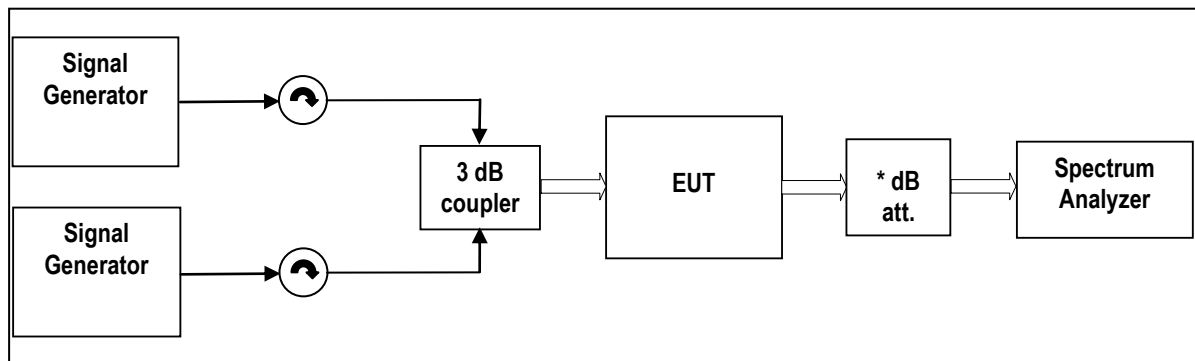 Signal
Generator
3 dB
coupler
EUT
* dB
att.
Spectrum
Analyzer
Signal
Generator